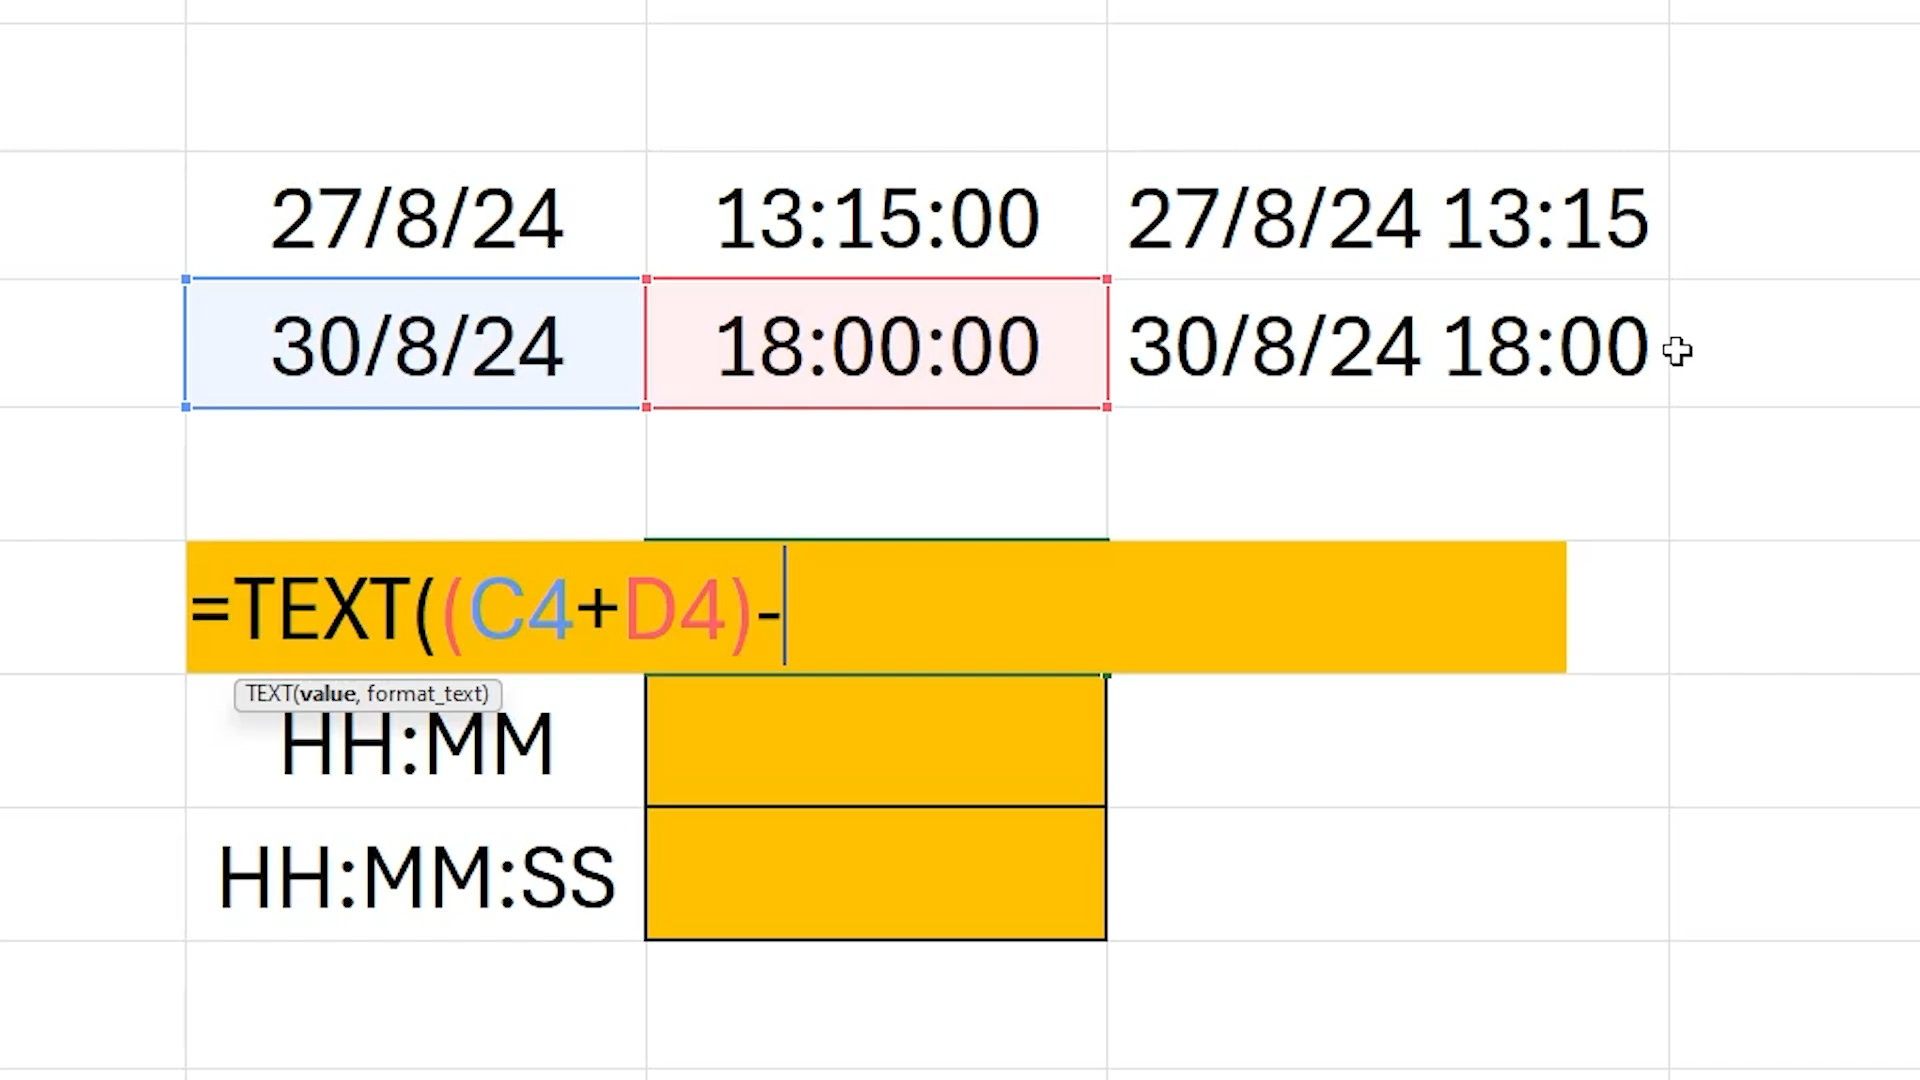 27/8/24 13:15:00 27/8/24 13:15
30/8/24 18:00:00 30/8/24 18:00
=TEXT((C4+D4)-
TEXT(value, format_text)
HH:MM
HH:MM:SS